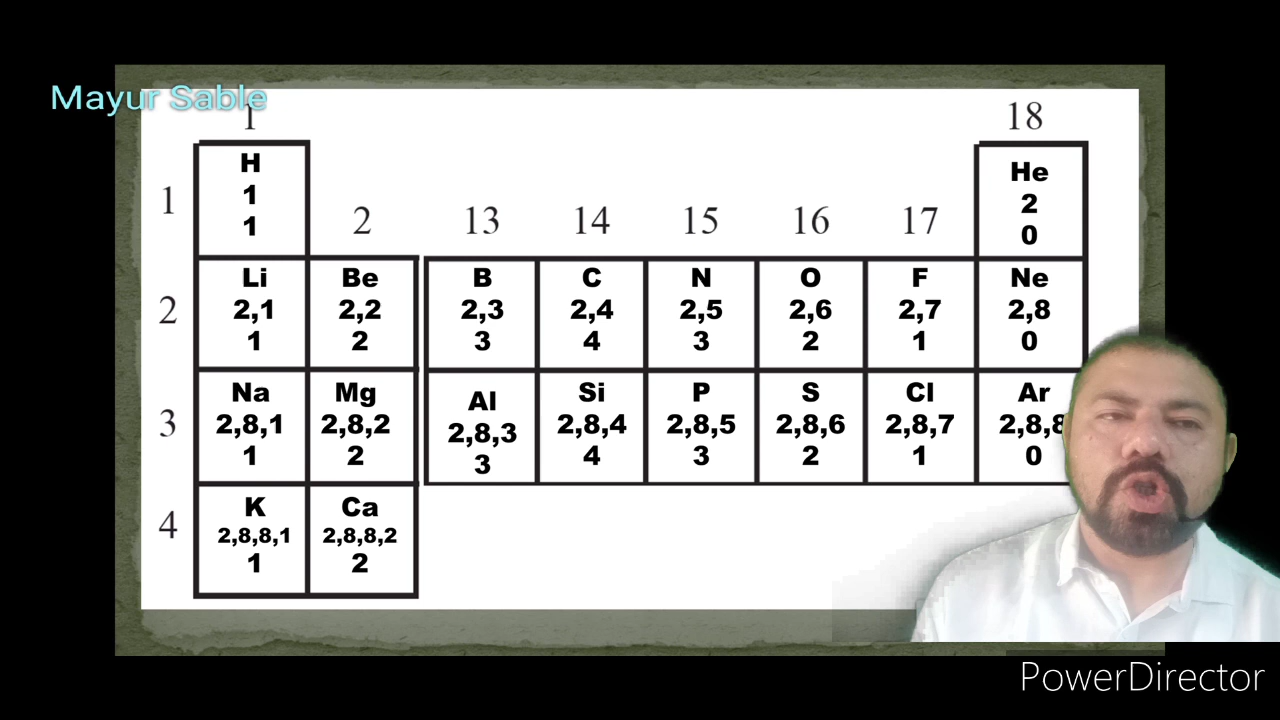 Mayur Sable
1 18
H
1
1
He
2
0
1
2 13 14 15 16 17
Li Be B C N O F Ne
2 2,1 2,2 2,3 2,4 2,5 2,6 2,7 2,8
1 2 3 4 3 2 1 0
Na Mg Al Si P S Cl Ar
3 2,8,1 2,8,2 2,8,3 2,8,4 2,8,5 2,8,6 2,8,7 2,8,8
1 2 3 4 3 2 1 0
K Ca
4 2,8,8,1 2,8,8,2
1 2
PowerDirector